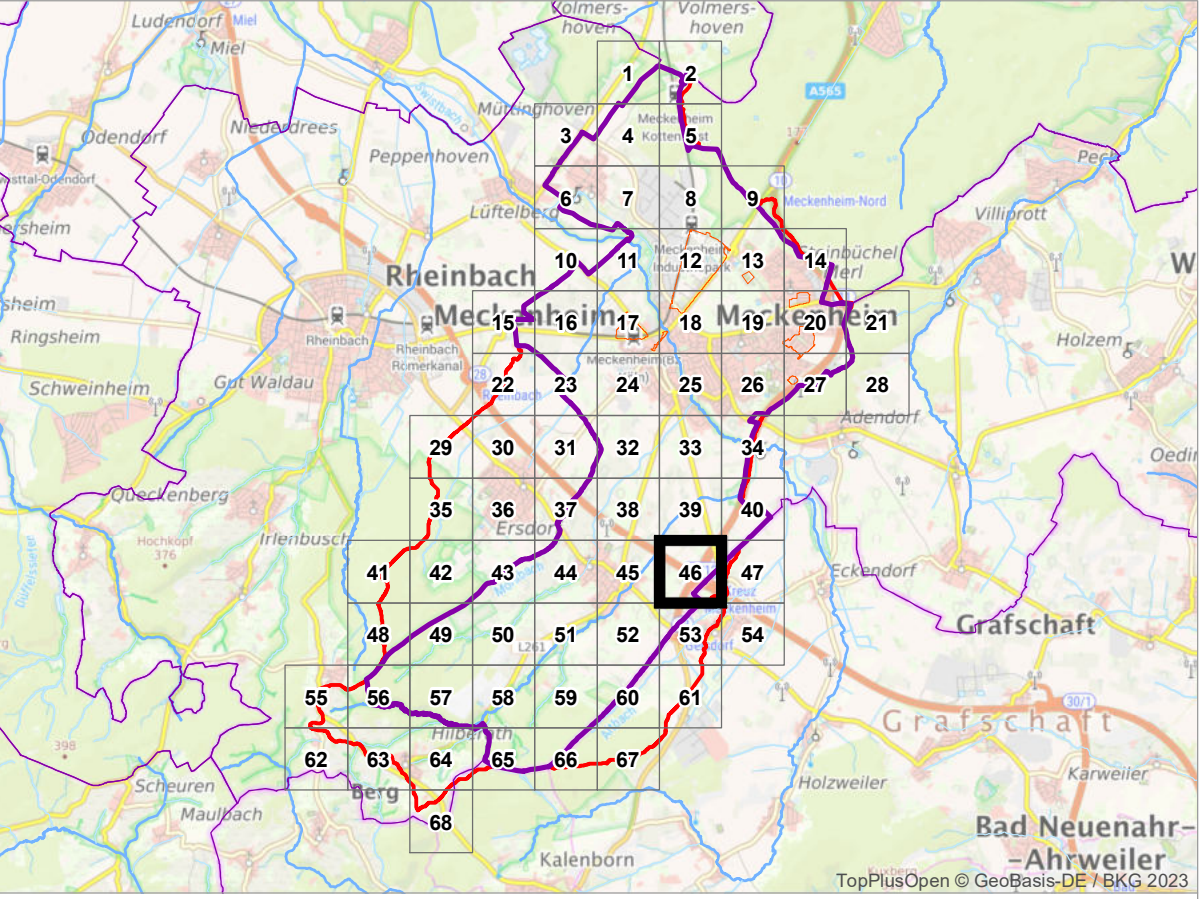 Ludendorf
Miel
Miel
Volmers-
hoven
Volmers-
hoven
A565
1
2
Swistbach
Müttinghoven
Meckenheim
Odendorf
Niederdrees
3
4
5
Peppenhoven
6
7
8
9
10
Meckenheim-Nord
Lüftelberg
Villiprott
Rheinbach
10
11
12
13
14
Meckenheim
Meckenheim
Ringsheim
Rheinbach
Rheinbach
Römerkanal
15
16
17
18
19
20
21
Holzem
Schweinheim
Gut Waldau
22
23
24
25
26
27
28
Adendorf
29
30
31
32
33
34
Queckenberg
Hochkopf
376
Irlenbusch
35
36
37
38
39
40
Ersdorf
41
42
43
44
45
46
47
Eckendorf
Meckenheim
48
49
50
51
52
53
54
L261
Grafschaft
55
56
57
58
59
60
61
30/1
Hilberath
Grafschaft
398
Scheuren
62
63
64
65
66
67
Berg
Holzweiler
Karweiler
Maulbach
68
Kalenborn
Bad Neuenahr-
-Ahrweiler
TopPlusOpen © GeoBasis-DE / BKG 2023